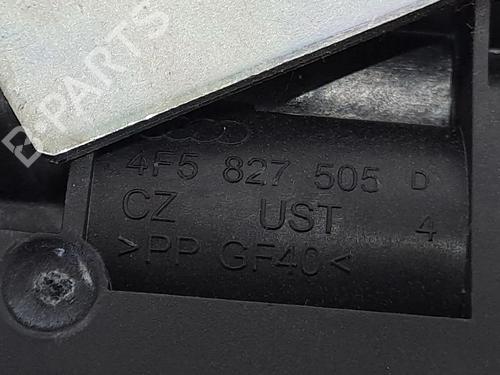 B-PARTS
4F5 827 505 D
CZ UST 4
>PP GF40<